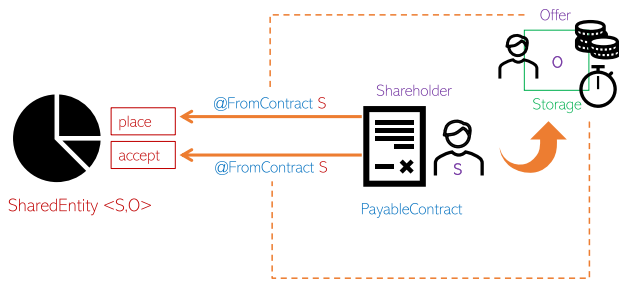 Offer
O
Storage
Shareholder
@FromContract S
place
accept
@FromContract S
S
SharedEntity <S,O>
PayableContract